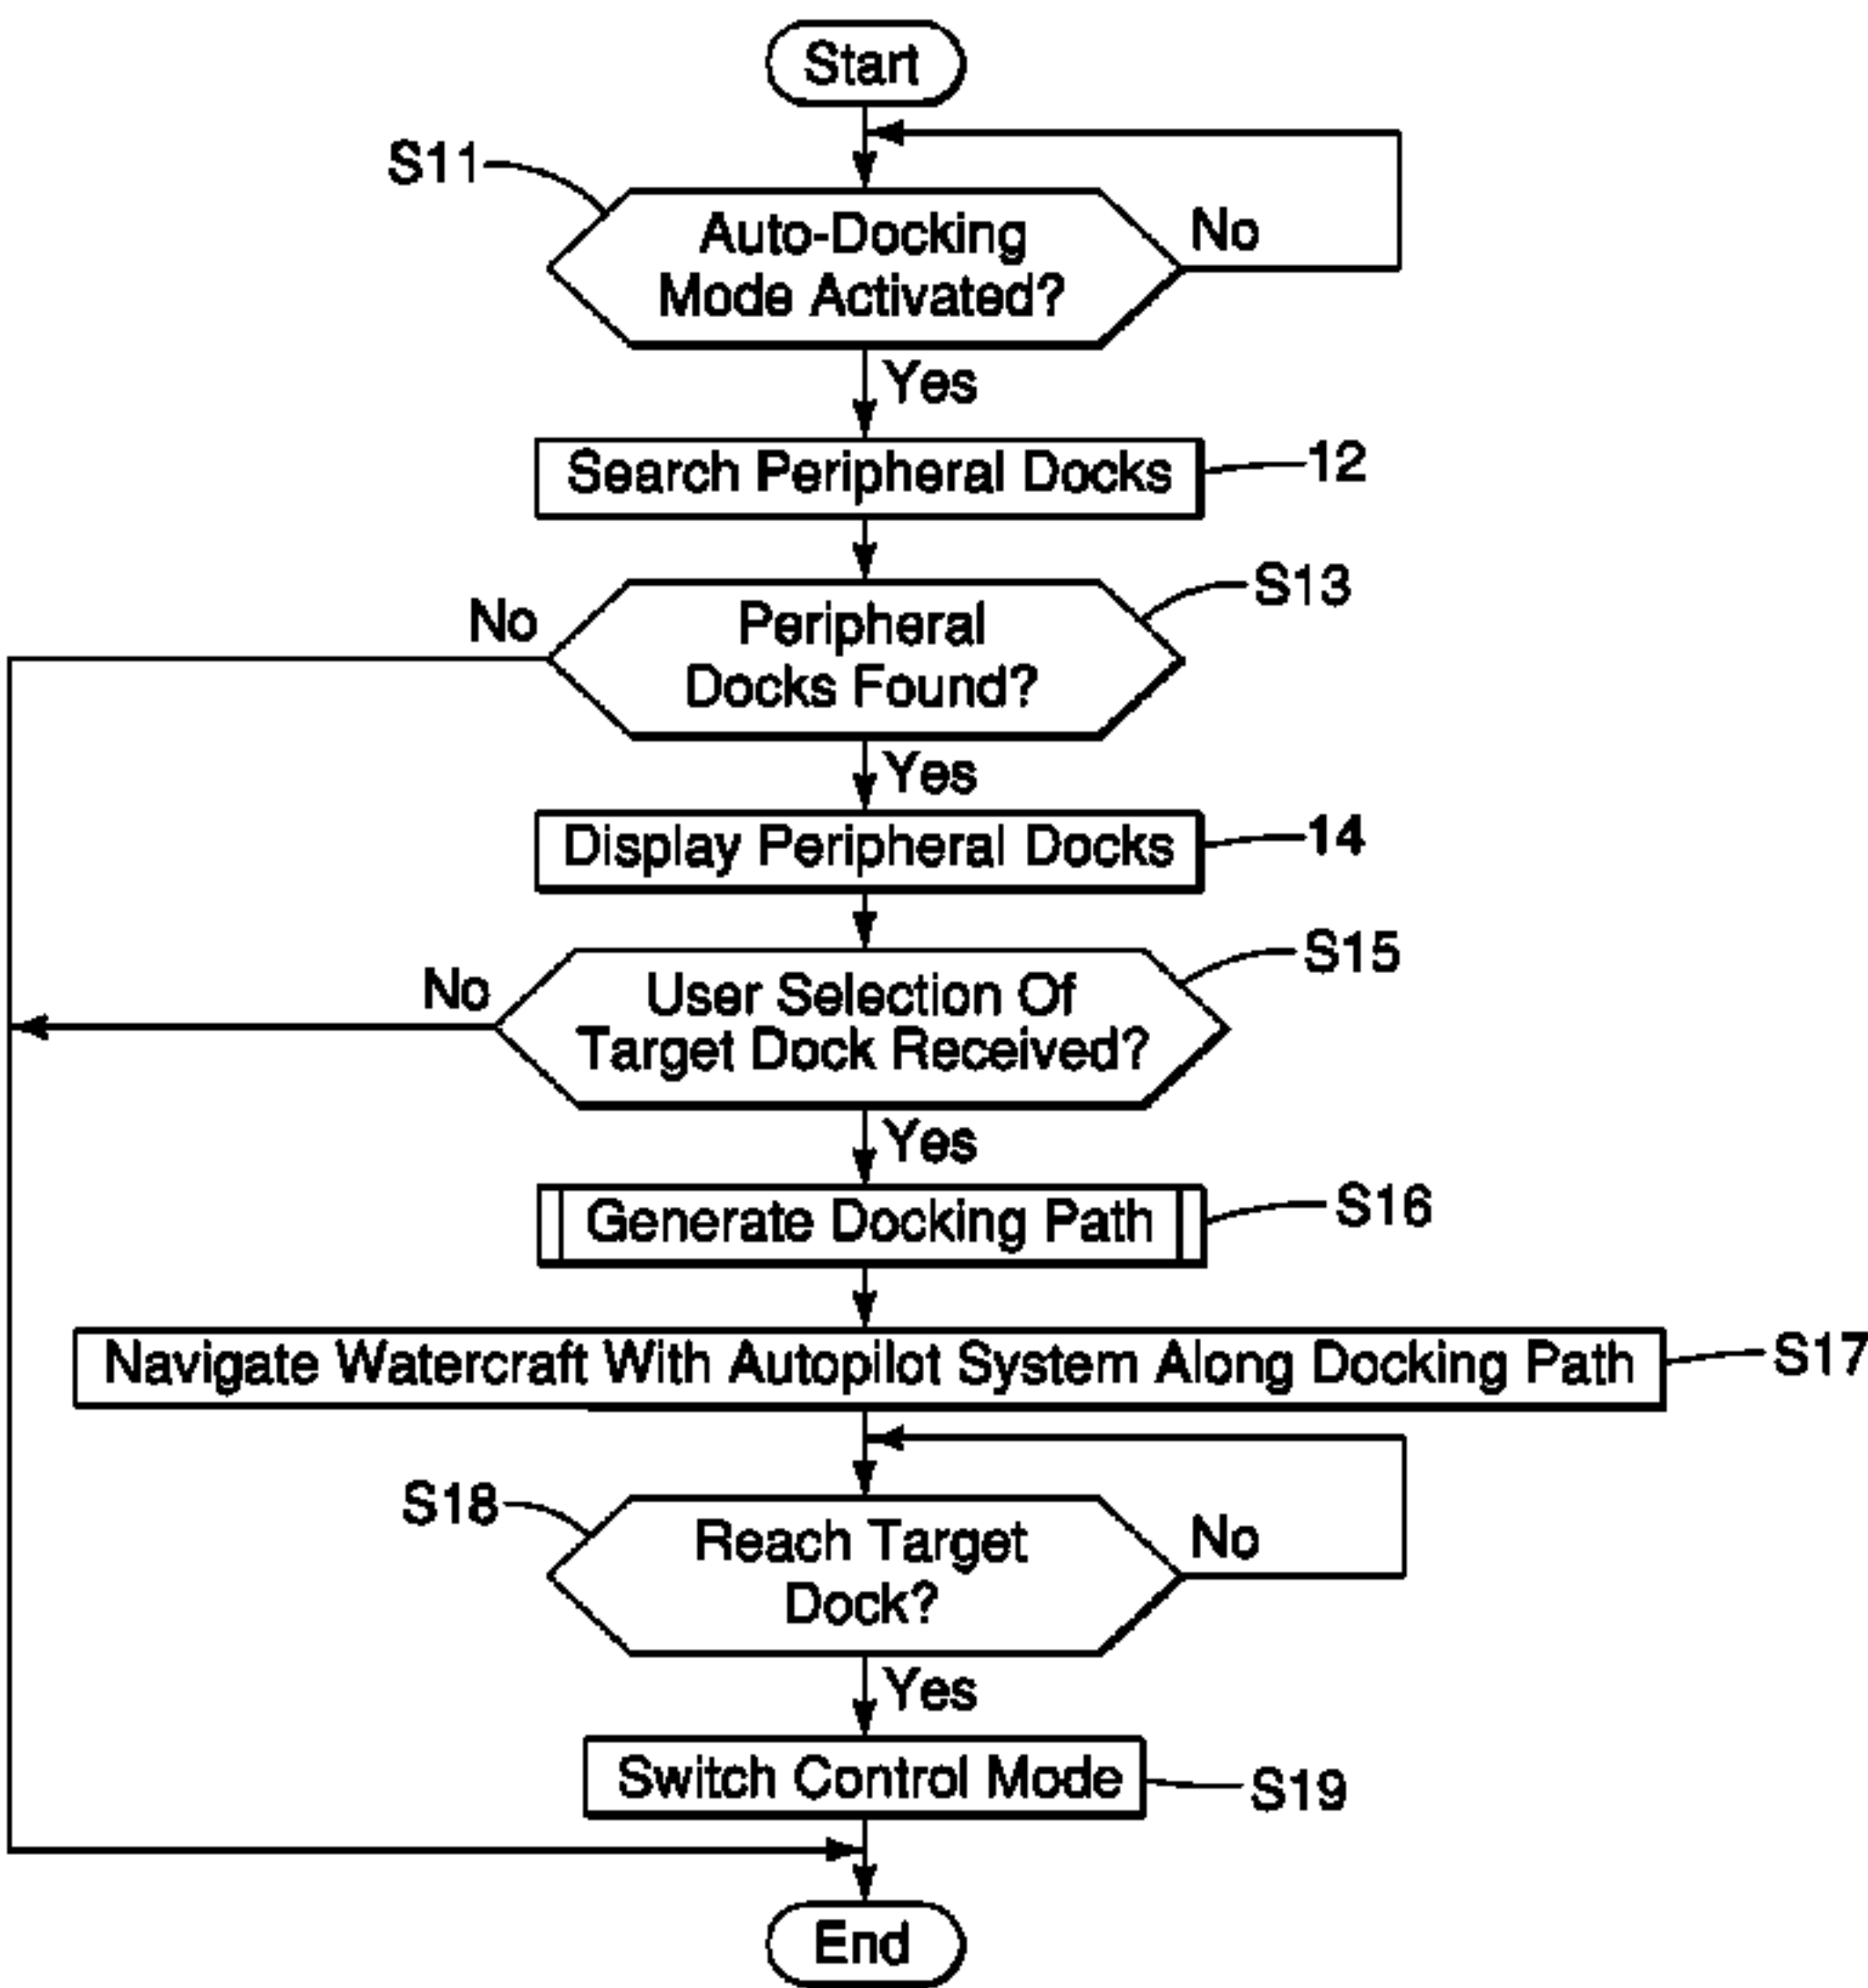 Start
S11
Auto-Docking
Mode Activated?
No
Yes
Search Peripheral Docks
12
S13
No
Peripheral
Docks Found?
Yes
Display Peripheral Docks
14
S15
No
User Selection Of
Target Dock Received?
Yes
Generate Docking Path
S16
Navigate Watercraft With Autopilot System Along Docking Path
S17
S18
Reach Target
Dock?
No
Yes
Switch Control Mode
S19
End